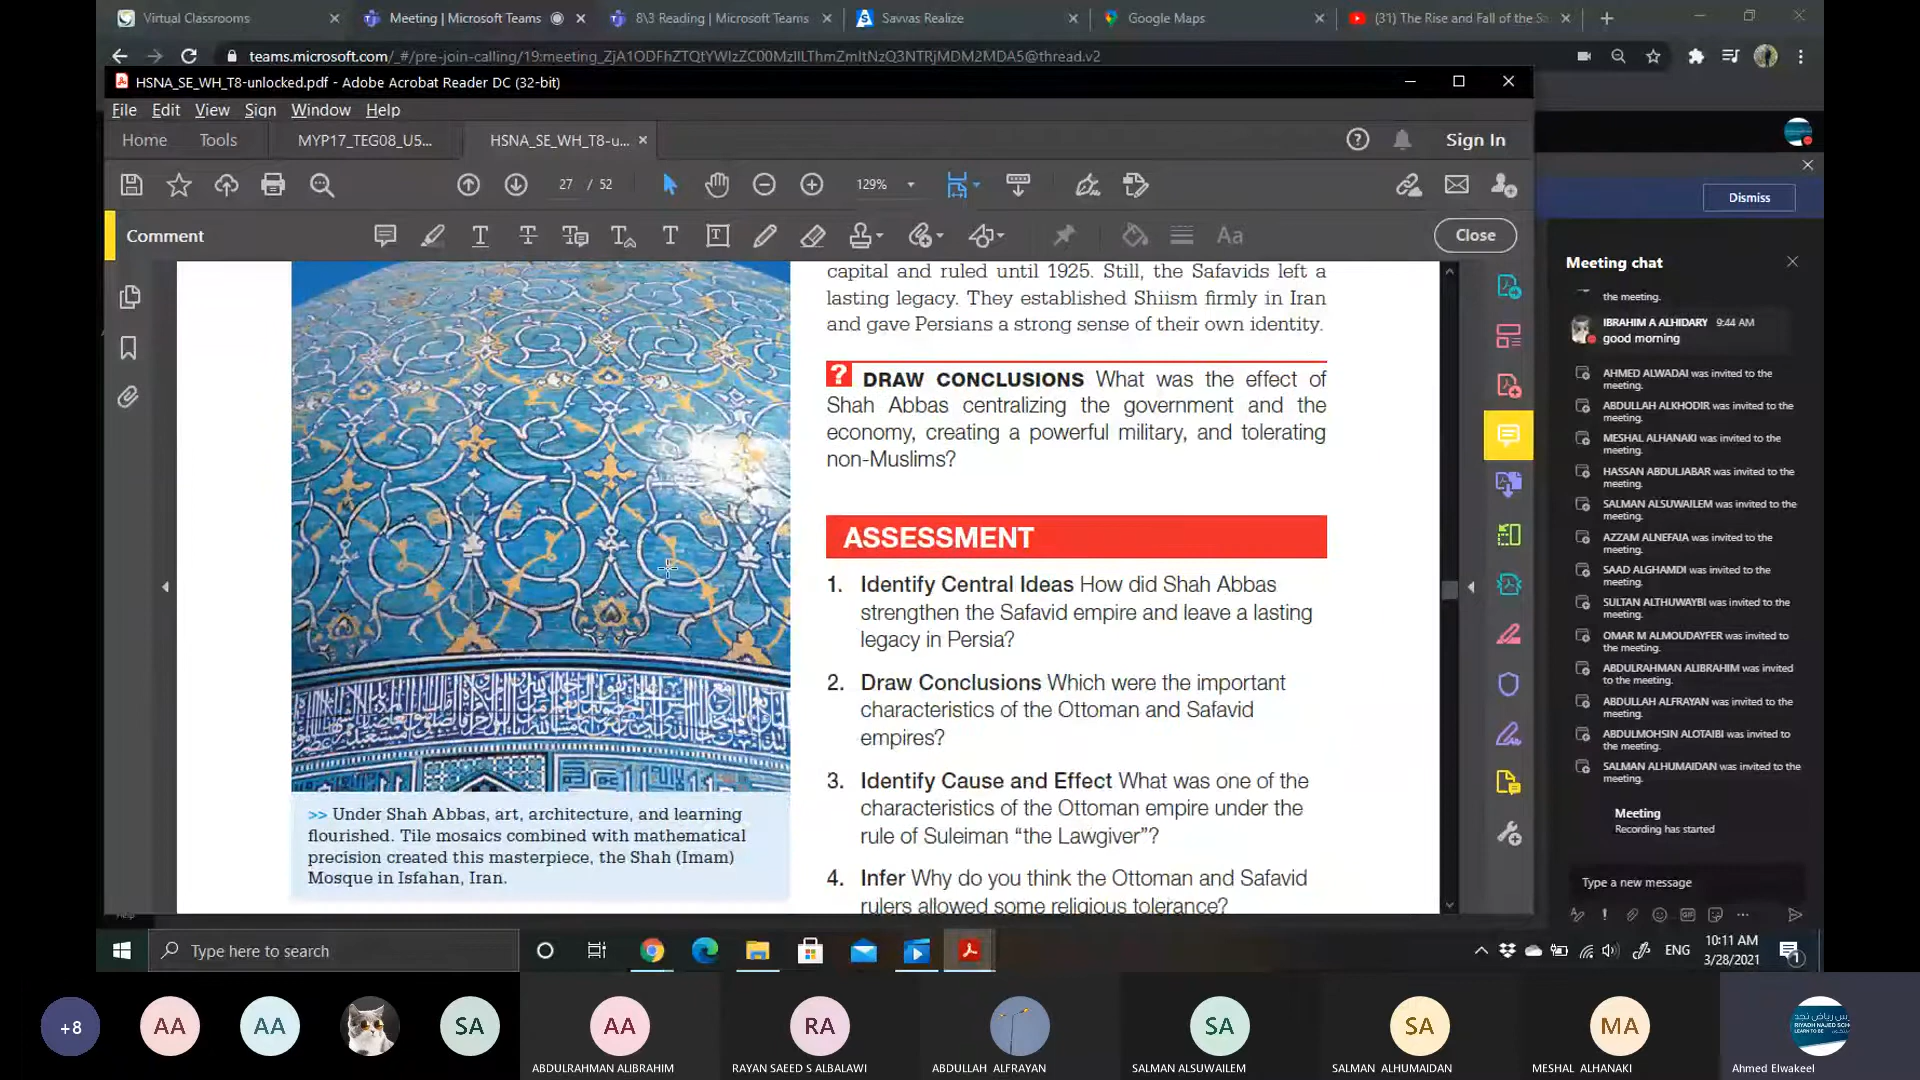 Virtual Classrooms
Meeting | Microsoft Teams
8\3 Reading | Microsoft Teams
Savvas Realize
Google Maps
(31) The Rise and Fall of the Sa
teams.microsoft.com/_#/pre-join-calling/19:meeting_
@thread.v2
HSNA_SE_WH_T8-unlocked.pdf - Adobe Acrobat Reader DC (32-bit)
File Edit View Sign Window Help
Home Tools MYP17_TEG08_U5... HSNA_SE_WH_T8-u... Sign In
27 / 52 129%
Dismiss
Comment
Close
capital and ruled until 1925. Still, the Safavids left a
lasting legacy. They established Shiism firmly in Iran
and gave Persians a strong sense of their own identity.
? DRAW CONCLUSIONS What was the effect of
Shah Abbas centralizing the government and the
economy, creating a powerful military, and tolerating
non-Muslims?
ASSESSMENT
1. Identify Central Ideas How did Shah Abbas
strengthen the Safavid empire and leave a lasting
legacy in Persia?
2. Draw Conclusions Which were the important
characteristics of the Ottoman and Safavid
empires?
3. Identify Cause and Effect What was one of the
characteristics of the Ottoman empire under the
rule of Suleiman “the Lawgiver”?
4. Infer Why do you think the Ottoman and Safavid
rulers allowed some religious tolerance?
>> Under Shah Abbas, art, architecture, and learning
flourished. Tile mosaics combined with mathematical
precision created this masterpiece, the Shah (Imam)
Mosque in Isfahan, Iran.
Meeting chat
the meeting.
IBRAHIM A ALHIDARY 9:44 AM
good morning
AHMED ALWADAI was invited to the
meeting.
ABDULLAH ALKHODIR was invited to the
meeting.
MESHAL ALHANAKI was invited to the
meeting.
HASSAN ABDULJABAR was invited to the
meeting.
SALMAN ALSUWAILEM was invited to the
meeting.
AZZAM ALNEFAIA was invited to the
meeting.
SAAD ALGHAMDI was invited to the
meeting.
SULTAN ALTHUWAYBI was invited to the
meeting.
OMAR M ALMOUDAYFER was invited to
the meeting.
ABDULRAHMAN ALIBRAHIM was invited
to the meeting.
ABDULLAH ALFRAYAN was invited to the
meeting.
ABDULMOHSIN ALOTAIBI was invited to
the meeting.
SALMAN ALHUMAIDAN was invited to the
meeting.
Meeting
Recording has started
Type a new message
Type here to search
ENG
10:11 AM
3/28/2021
+8
AA
AA
SA
AA
RA
SA
SA
MA
ABDULRAHMAN ALIBRAHIM
RAYAN SAEED S ALBALAWI
ABDULLAH ALFRAYAN
SALMAN ALSUWAILEM
SALMAN ALHUMAIDAN
MESHAL ALHANAKI
Ahmed Elwakeel